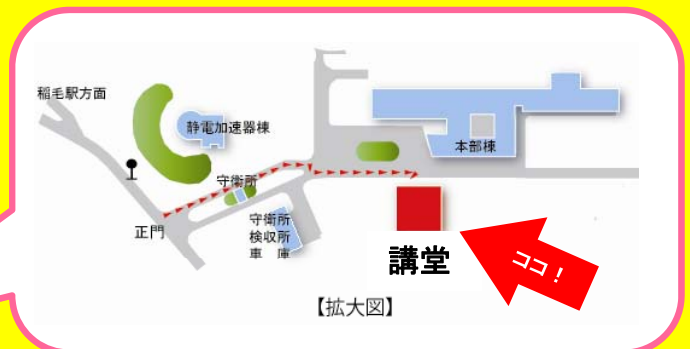 稲毛駅方面
静電加速器棟
本部棟
守衛所
正門
守衛所
検収所
車 庫
講堂
ココ！
【拡大図】